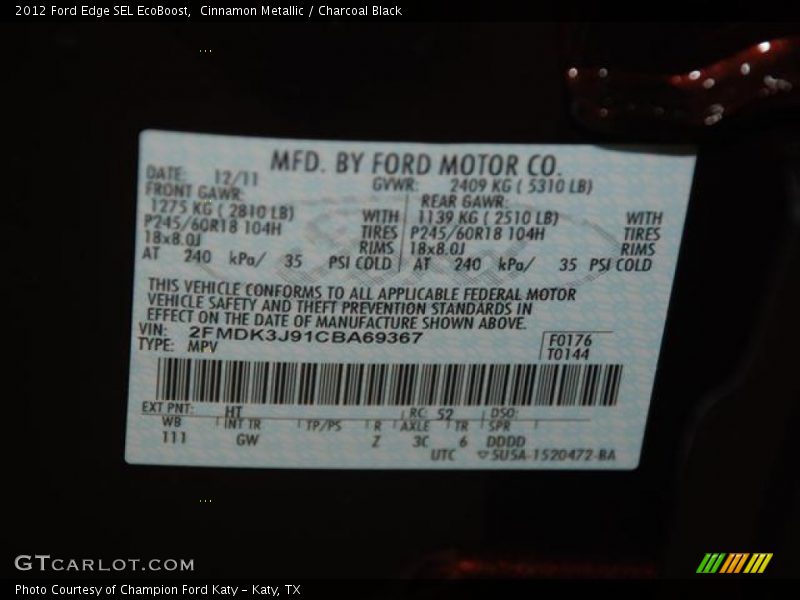 2012 Ford Edge SEL EcoBoost,  Cinnamon Metallic / Charcoal Black
MFD. BY FORD MOTOR CO.
DATE: 12/11 GVWR: 2409 KG ( 5310 LB)
FRONT GAWR: REAR GAWR:
1275 KG ( 2810 LB) WITH 1139 KG ( 2510 LB) WITH
P245/60R18 104H TIRES P245/60R18 104H TIRES
18x8.0J RIMS 18x8.0J RIMS
AT 240 kPa/ 35 PSI COLD AT 240 kPa/ 35 PSI COLD
THIS VEHICLE CONFORMS TO ALL APPLICABLE FEDERAL MOTOR
VEHICLE SAFETY AND THEFT PREVENTION STANDARDS IN
EFFECT ON THE DATE OF MANUFACTURE SHOWN ABOVE.
VIN: 2FMDK3J91CBA69367 F0176
TYPE: MPV T0144
EXT PNT: HT RC: 52 DSO:
WB INT TR TP/PS R AXLE TR SPR
111 GW Z 3C 6 DDDD
UTC ▽5U5A-1520472-BA
GTCARLOT.COM
Photo Courtesy of Champion Ford Katy - Katy, TX